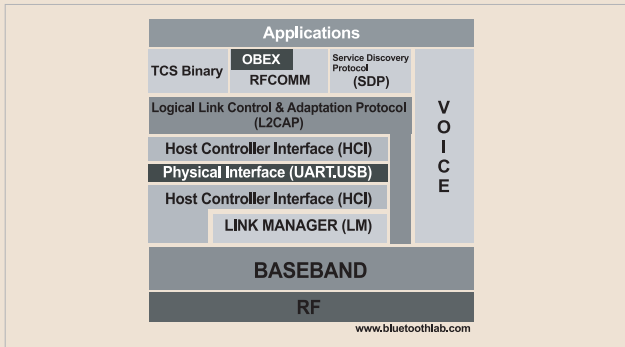 Applications
TCS Binary
OBEX
RFCOMM
Service Discovery
Protocol
(SDP)
VOICE
Logical Link Control & Adaptation Protocol
(L2CAP)
Host Controller Interface (HCI)
Physical Interface (UART.USB)
Host Controller Interface (HCI)
LINK MANAGER (LM)
BASEBAND
RF
www.bluetoothlab.com